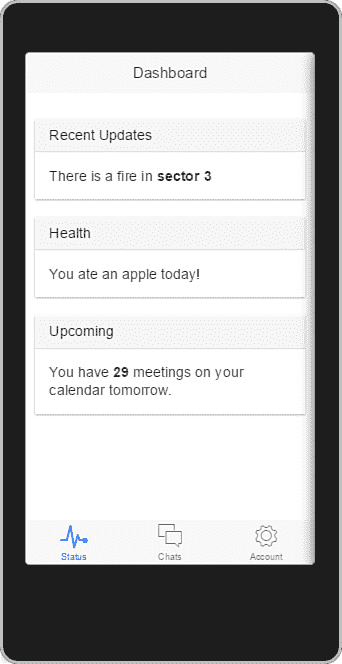 Dashboard
Recent Updates
There is a fire in sector 3
Health
You ate an apple today!
Upcoming
You have 29 meetings on your
calendar tomorrow.
Status Chats Account